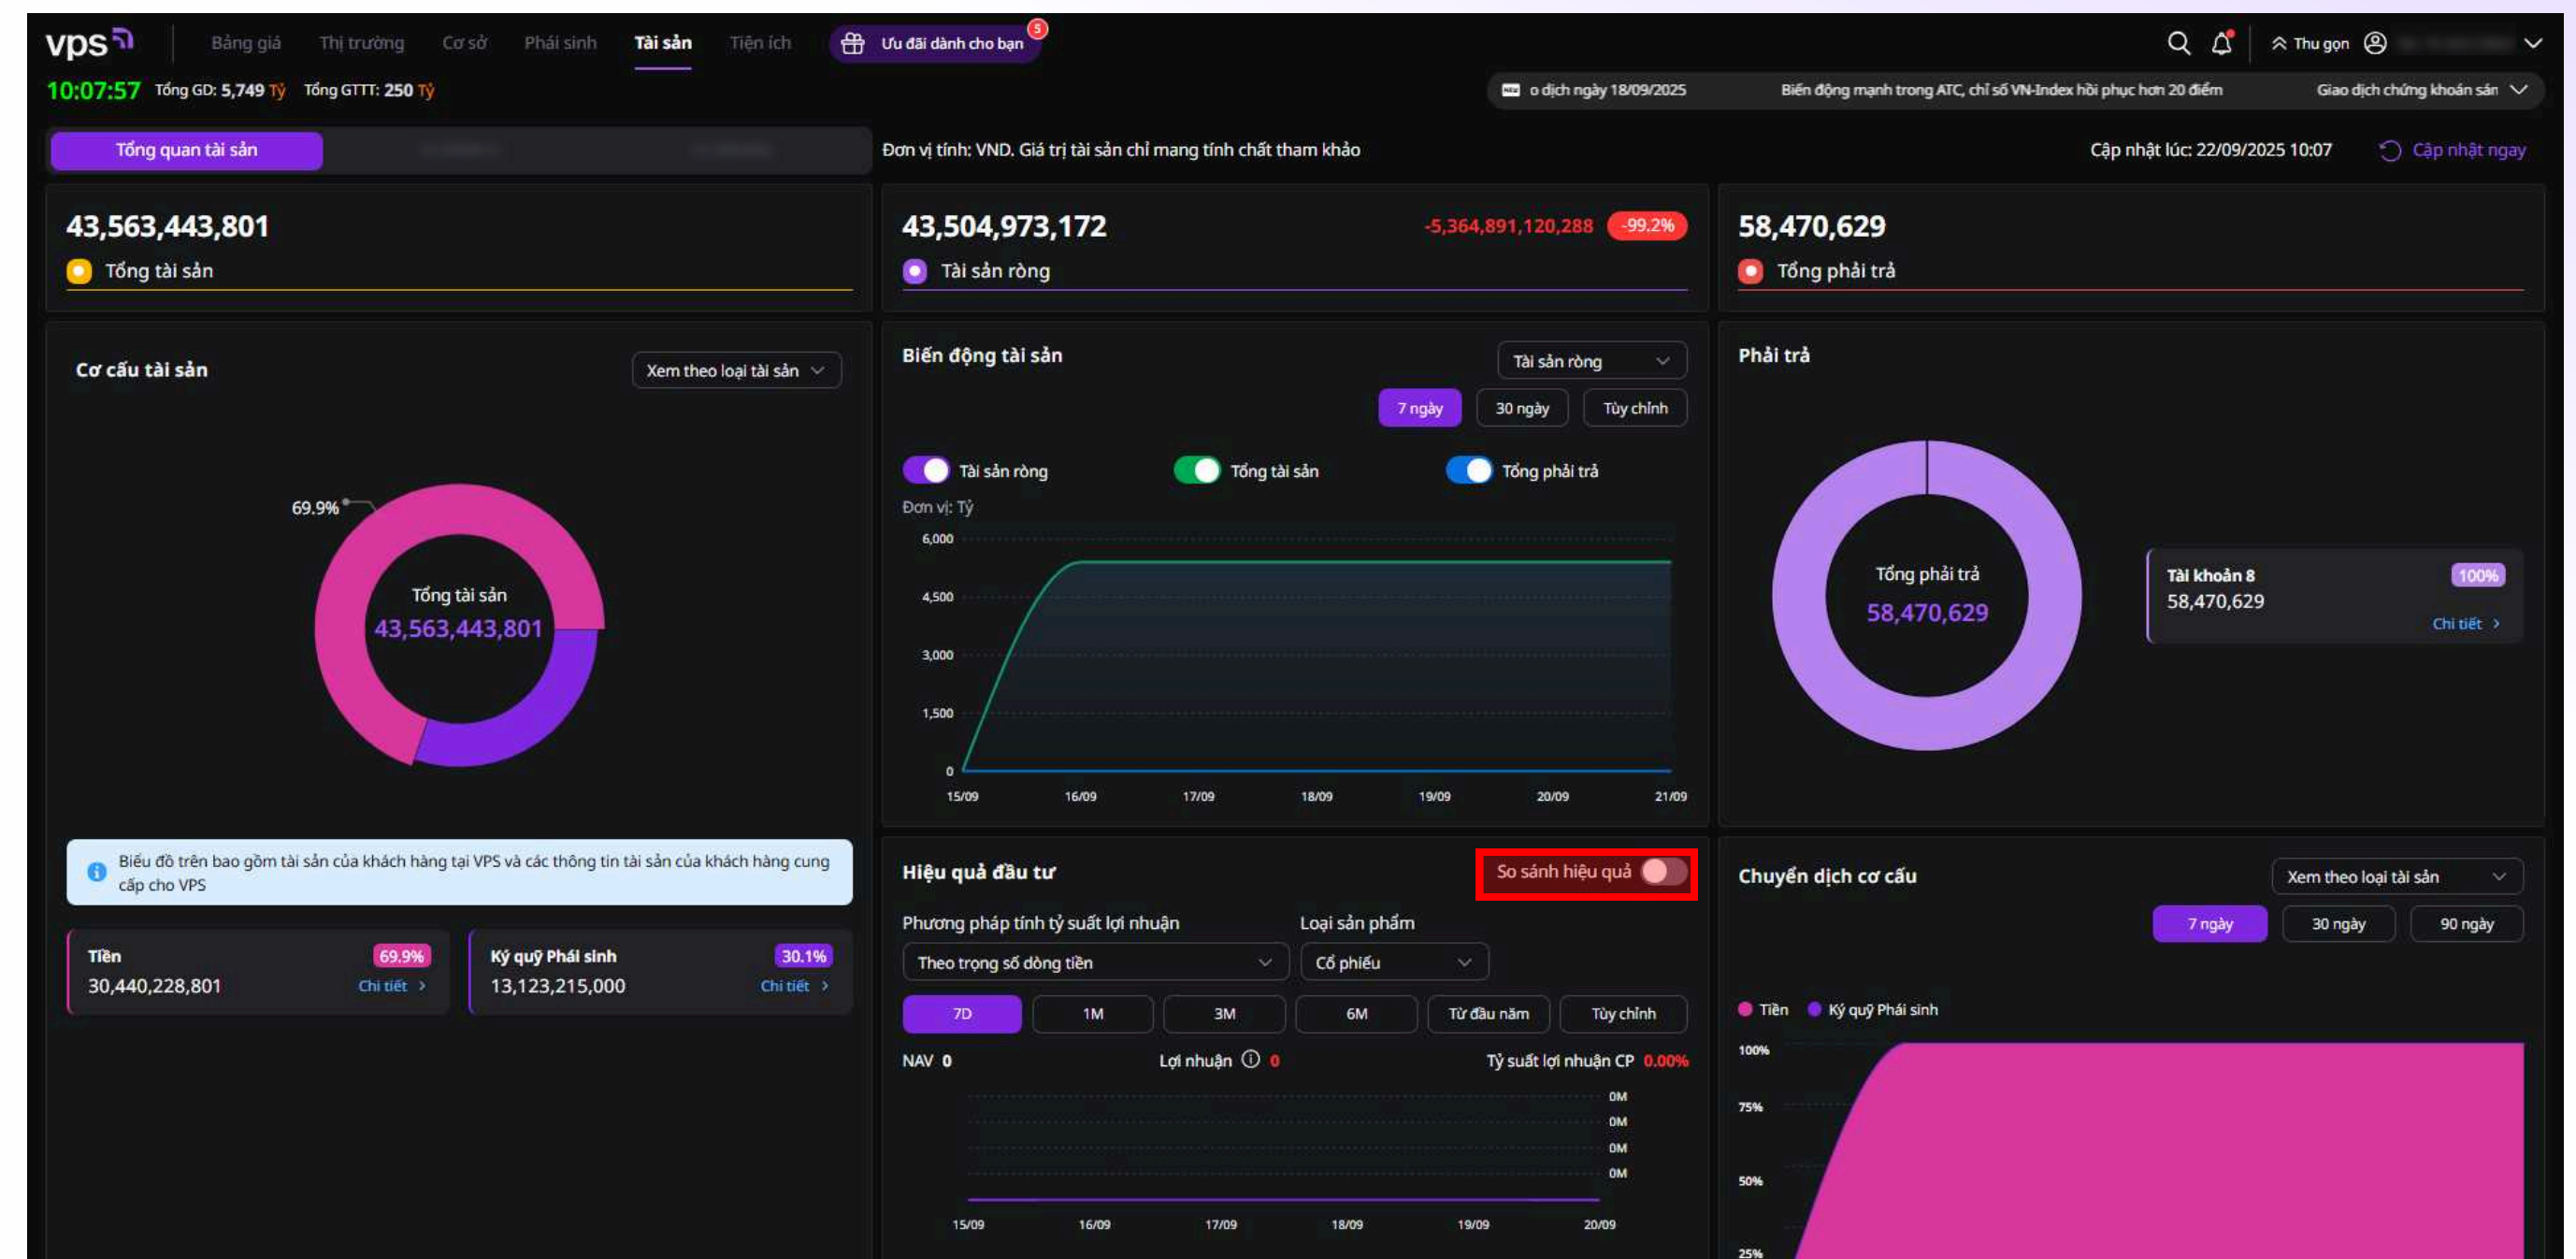 vps
Bảng giá
Thị trường
Cơ sở
Phái sinh
Tài sản
Tiện ích
Ưu đãi dành cho bạn
5
Thu gọn
10:07:57 Tổng GD: 5,749 Tỷ Tổng GTTT: 250 Tỷ
o dịch ngày 18/09/2025
Biến động mạnh trong ATC, chỉ số VN-Index hồi phục hơn 20 điểm
Giao dịch chứng khoán sán
Tổng quan tài sản
Đơn vị tính: VND. Giá trị tài sản chỉ mang tính chất tham khảo
Cập nhật lúc: 22/09/2025 10:07
Cập nhật ngay
43,563,443,801
Tổng tài sản
43,504,973,172
-5,364,891,120,288
-99.2%
Tài sản ròng
58,470,629
Tổng phải trả
Cơ cấu tài sản
Xem theo loại tài sản
69.9%
Tổng tài sản
43,563,443,801
Biểu đồ trên bao gồm tài sản của khách hàng tại VPS và các thông tin tài sản của khách hàng cung
cấp cho VPS
Tiền
69.9%
30,440,228,801
Chi tiết
Ký quỹ Phái sinh
30.1%
13,123,215,000
Chi tiết
Biến động tài sản
Tài sản ròng
7 ngày
30 ngày
Tùy chỉnh
Tài sản ròng
Tổng tài sản
Tổng phải trả
Đơn vị: Tỷ
6,000
4,500
3,000
1,500
0
15/09
16/09
17/09
18/09
19/09
20/09
21/09
Phải trả
Tổng phải trả
58,470,629
Tài khoản 8
100%
58,470,629
Chi tiết
Hiệu quả đầu tư
So sánh hiệu quả
Phương pháp tính tỷ suất lợi nhuận
Loại sản phẩm
Theo trọng số dòng tiền
Cổ phiếu
7D
1M
3M
6M
Từ đầu năm
Tùy chỉnh
NAV 0
Lợi nhuận 0
Tỷ suất lợi nhuận CP 0.00%
0M
0M
0M
0M
15/09
16/09
17/09
18/09
19/09
20/09
Chuyển dịch cơ cấu
Xem theo loại tài sản
7 ngày
30 ngày
90 ngày
Tiền
Ký quỹ Phái sinh
100%
75%
50%
25%